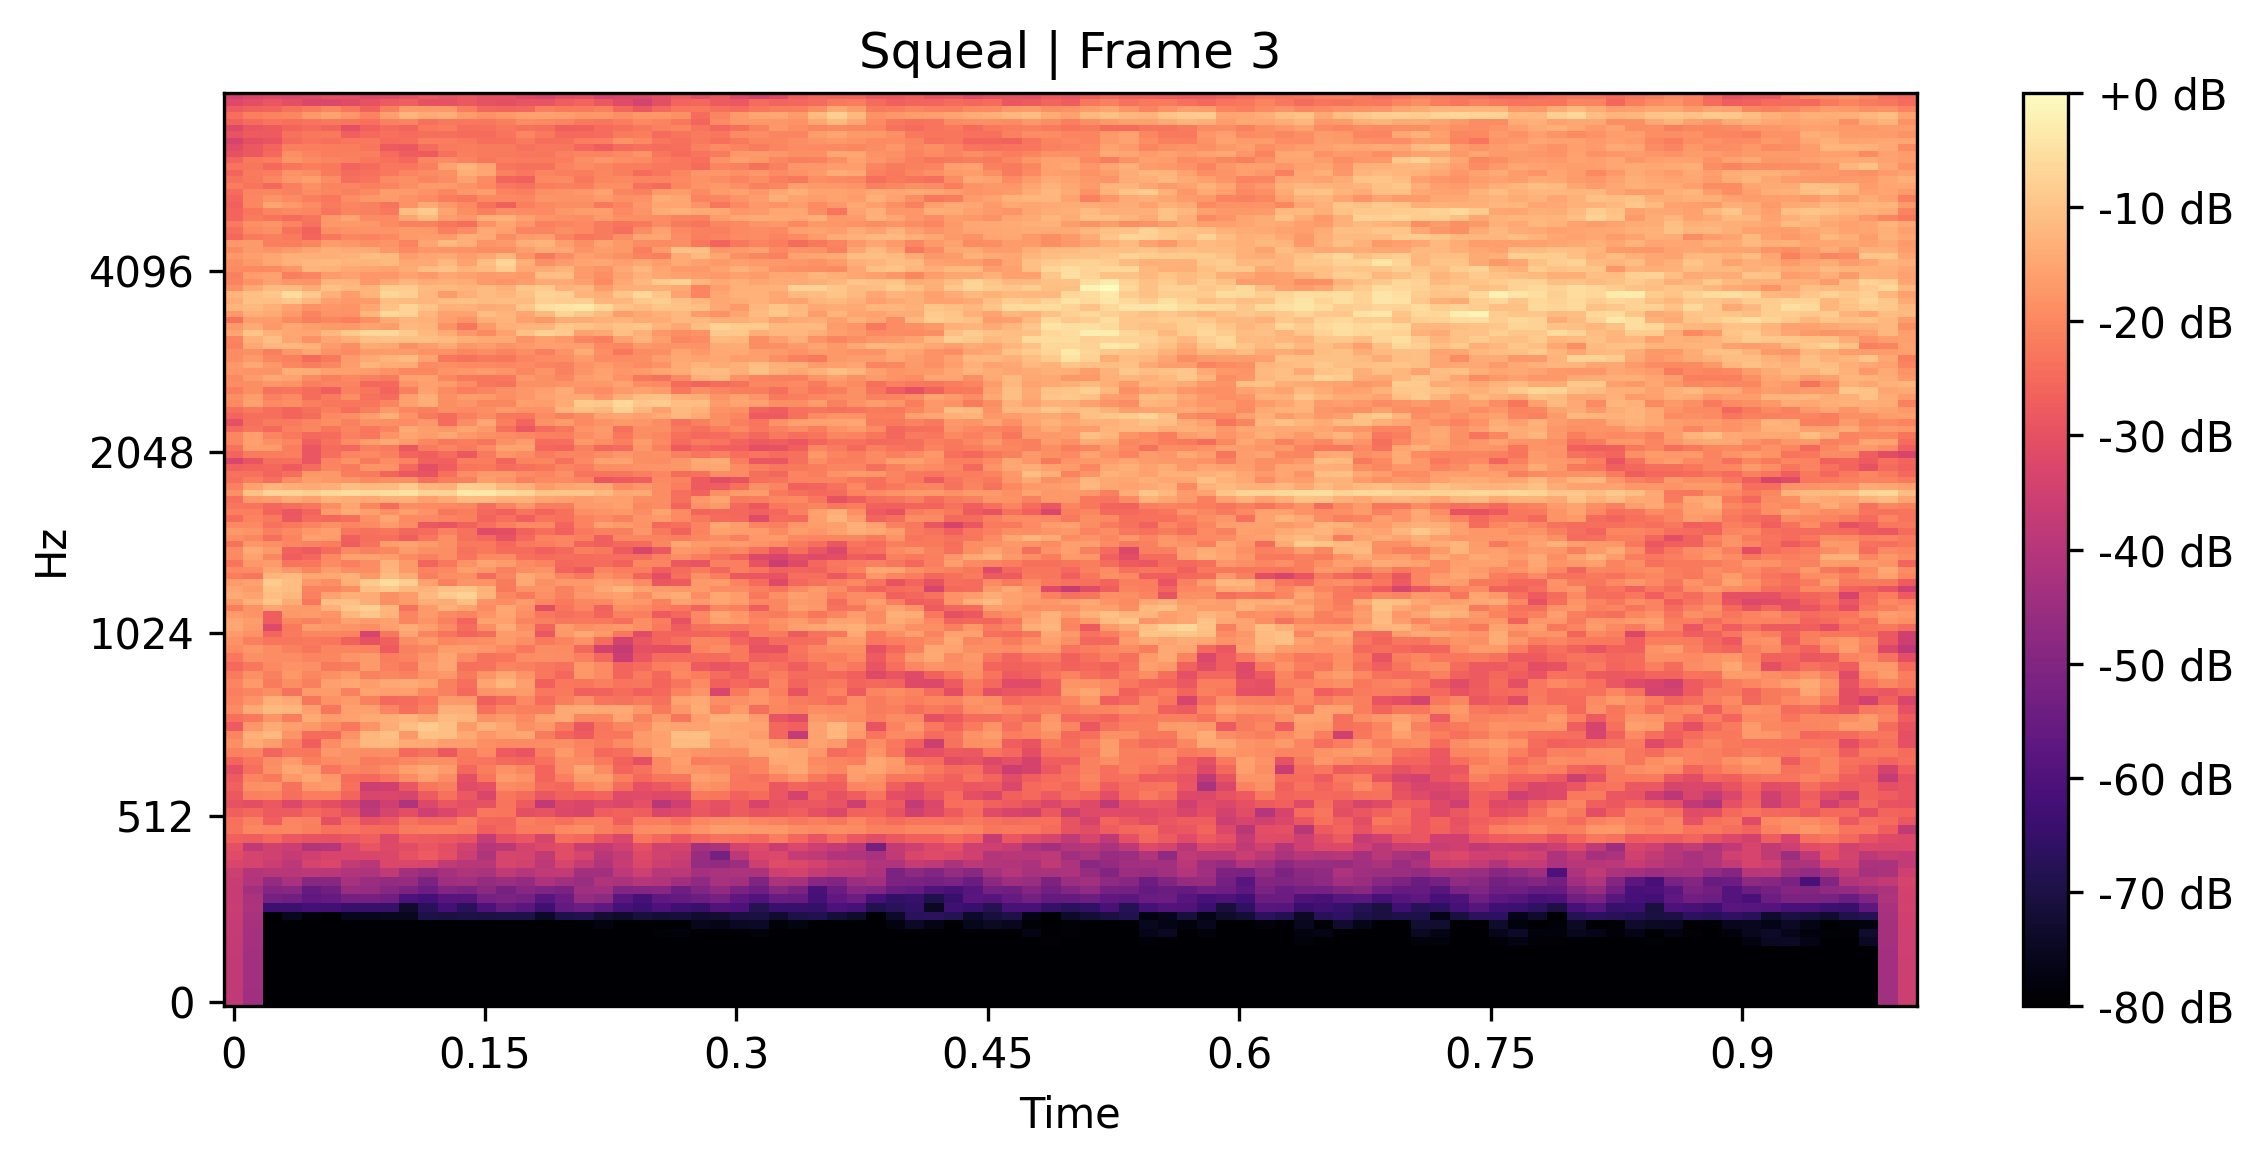 Squeal | Frame 3
+0 dB
-10 dB
-20 dB
-30 dB
-40 dB
-50 dB
-60 dB
-70 dB
-80 dB
Hz
4096
2048
1024
512
0
0 0.15 0.3 0.45 0.6 0.75 0.9
Time